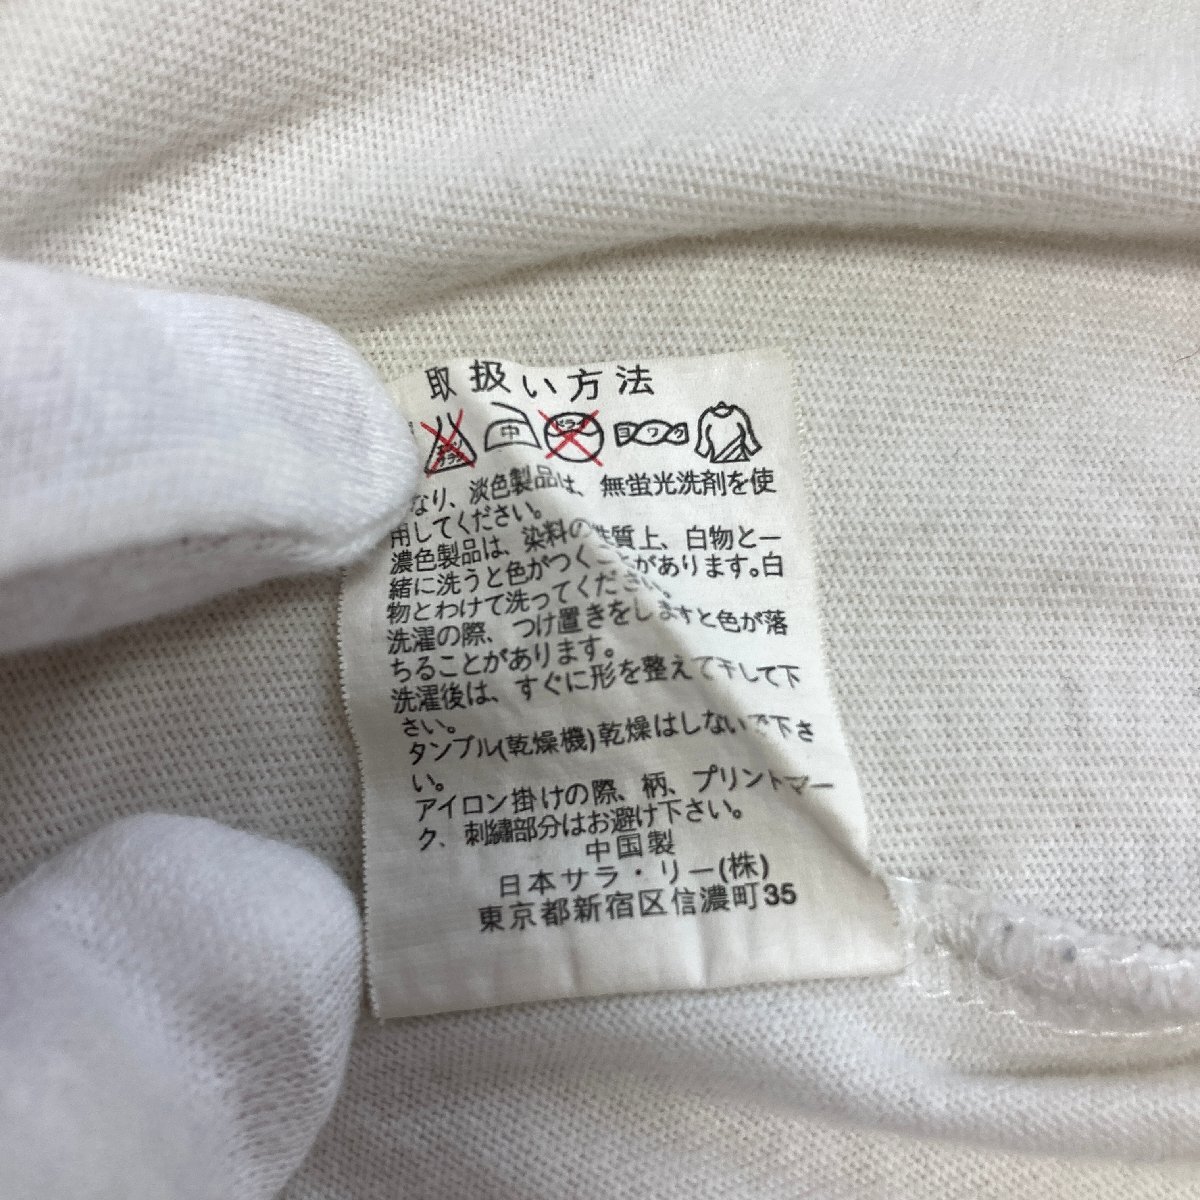 取扱い方法
中 ドライ ヨワク
なり、淡色製品は、無蛍光洗剤を使
用してください。
濃色製品は、染料の性質上、白物と一
緒に洗うと色がつくことがあります。白
物とわけて洗ってください。
洗濯の際、つけ置きをしますと色が落
ちることがあります。
洗濯後は、すぐに形を整えて干して下
さい。
タンブル(乾燥機)乾燥はしないで下さ
い。
アイロン掛けの際、柄、プリントマー
ク、刺繍部分はお避け下さい。
中国製
日本サラ・リー(株)
東京都新宿区信濃町35